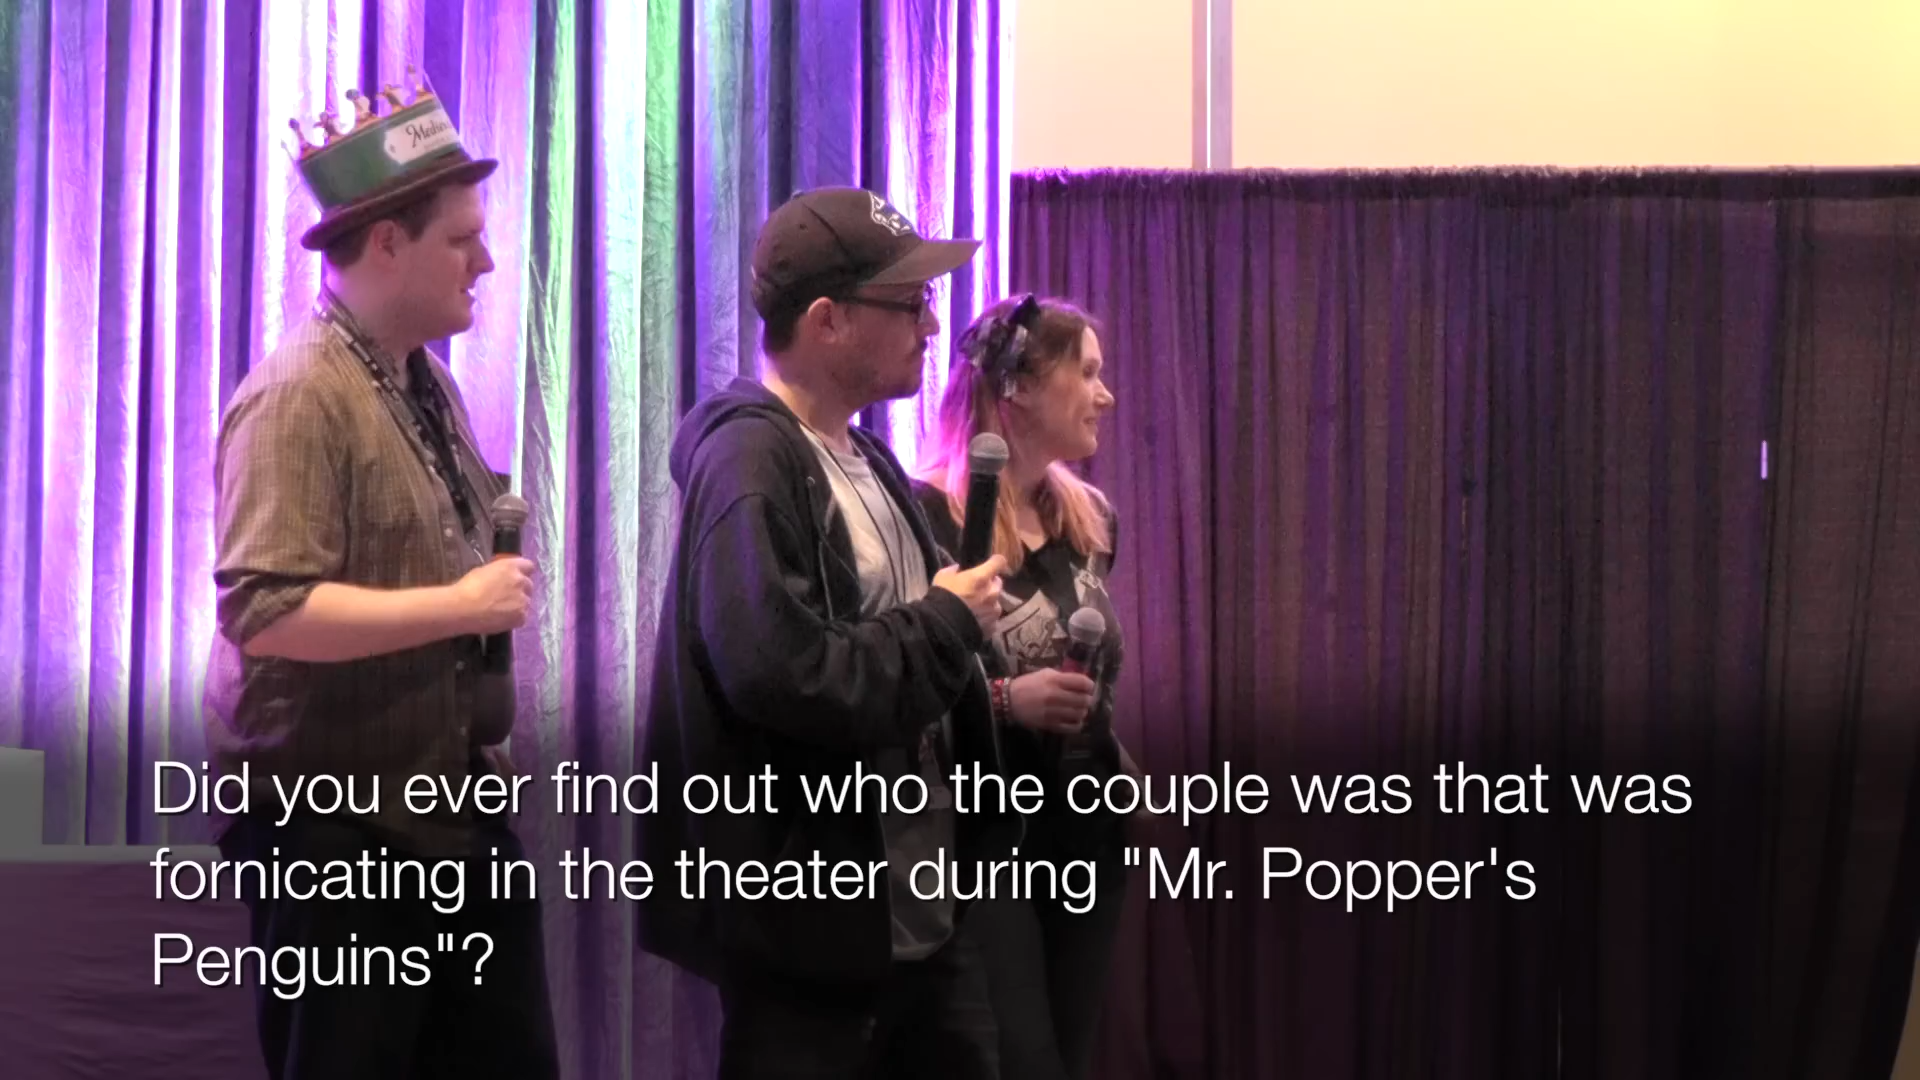 Did you ever find out who the couple was that was
fornicating in the theater during "Mr. Popper's
Penguins"?